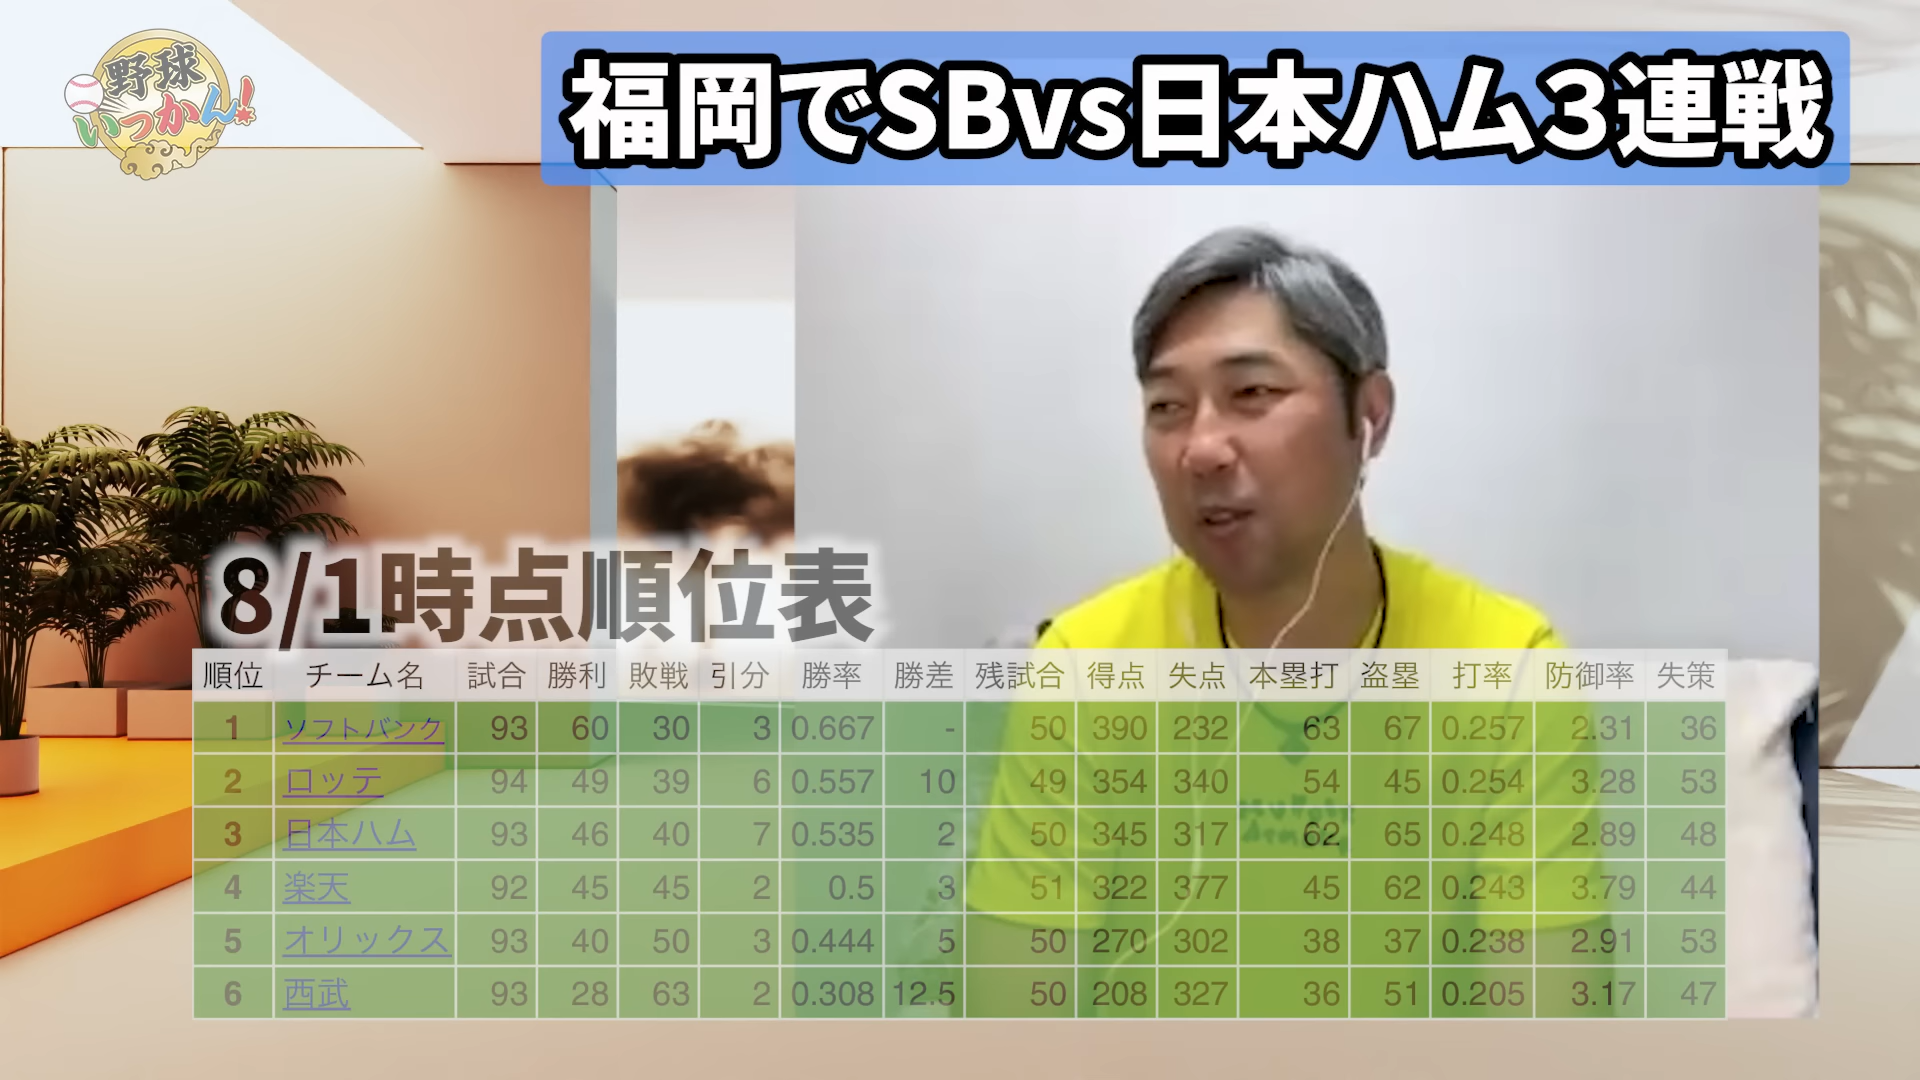 野球
いっかん!
福岡でSBvs日本ハム3連戦
8/1時点順位表
順位 チーム名 試合 勝利 敗戦 引分 勝率 勝差 残試合 得点 失点 本塁打 盗塁 打率 防御率 失策
1 ソフトバンク 93 60 30 3 0.667 - 50 390 232 63 67 0.257 2.31 36
2 ロッテ 94 49 39 6 0.557 10 49 354 340 54 45 0.254 3.28 53
3 日本ハム 93 46 40 7 0.535 2 50 345 317 62 65 0.248 2.89 48
4 楽天 92 45 45 2 0.5 3 51 322 377 45 62 0.243 3.79 44
5 オリックス 93 40 50 3 0.444 5 50 270 302 38 37 0.238 2.91 53
6 西武 93 28 63 2 0.308 12.5 50 208 327 36 51 0.205 3.17 47